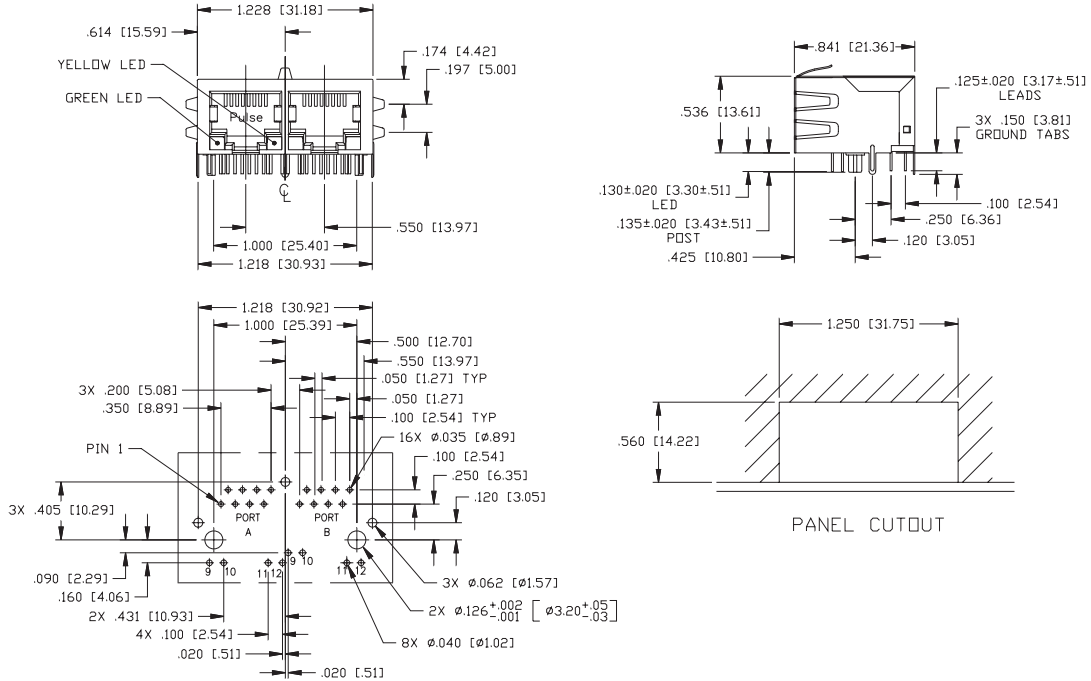 1.228 [31.18]
.614 [15.59]
YELLOW LED
GREEN LED
.174 [4.42]
.197 [5.00]
Pulse
CL
.550 [13.97]
1.000 [25.40]
1.218 [30.93]
.841 [21.36]
.125±.020 [3.17±.51]
LEADS
.536 [13.61]
3X .150 [3.81]
GROUND TABS
.130±.020 [3.30±.51]
LED
.135±.020 [3.43±.51]
POST
.425 [10.80]
.100 [2.54]
.250 [6.36]
.120 [3.05]
1.218 [30.92]
1.000 [25.39]
.500 [12.70]
.550 [13.97]
.050 [1.27] TYP
3X .200 [5.08]
.050 [1.27]
.350 [8.89]
.100 [2.54] TYP
16X Ø.035 [Ø.89]
PIN 1
.100 [2.54]
.250 [6.35]
.120 [3.05]
3X .405 [10.29]
PORT
A
PORT
B
9 10
9 10 11 12 11 12
.090 [2.29]
.160 [4.06]
3X Ø.062 [Ø1.57]
2X .431 [10.93]
2X Ø.126+.002 -.001 [Ø3.20+.05 -.03]
4X .100 [2.54]
8X Ø.040 [Ø1.02]
.020 [.51]
.020 [.51]
1.250 [31.75]
.560 [14.22]
PANEL CUTOUT